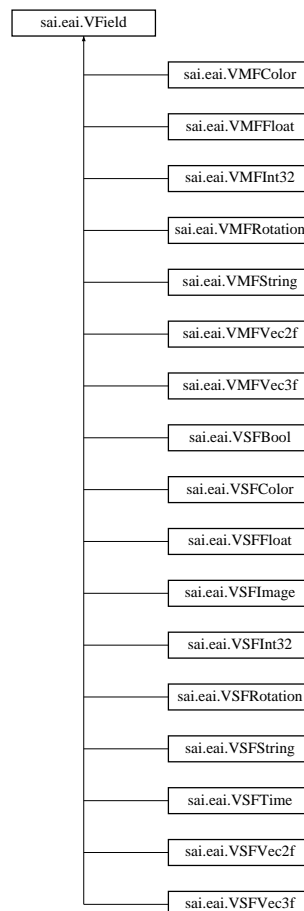 sai.eai.VField
sai.eai.VMFColor
sai.eai.VMFFloat
sai.eai.VMFInt32
sai.eai.VMFRotation
sai.eai.VMFString
sai.eai.VMFVec2f
sai.eai.VMFVec3f
sai.eai.VSFBool
sai.eai.VSFColor
sai.eai.VSFFloat
sai.eai.VSFImage
sai.eai.VSFInt32
sai.eai.VSFRotation
sai.eai.VSFString
sai.eai.VSFTime
sai.eai.VSFVec2f
sai.eai.VSFVec3f